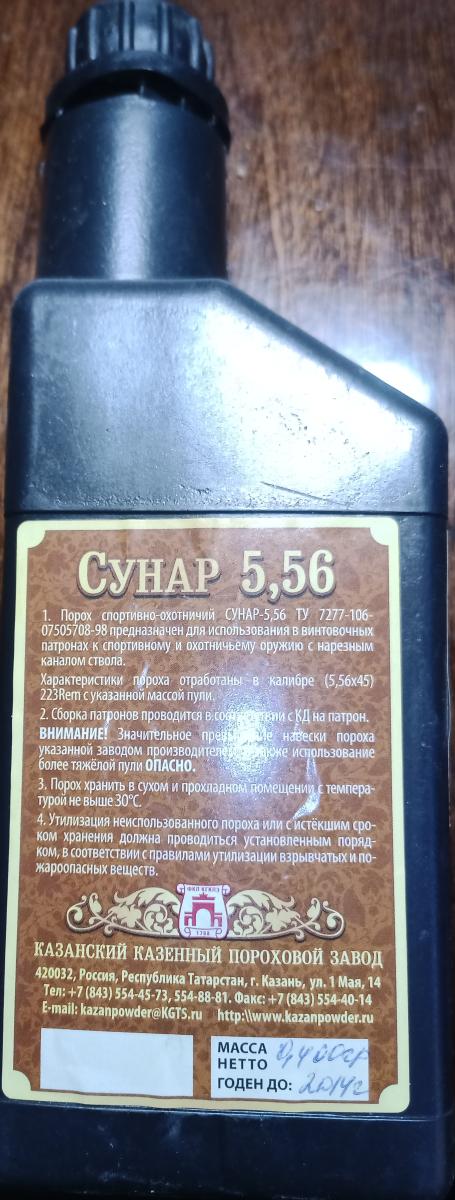 СУНАР 5,56
1. Порох спортивно-охотничий СУНАР-5,56 ТУ 7277-106-
07505708-98 предназначен для использования в винтовочных
патронах к спортивному и охотничьему оружию с нарезным
каналом ствола.
Характеристики пороха отработаны в калибре (5,56х45)
223Rem с указанной массой пули.
2. Сборка патронов проводится в соответствии с КД на патрон.
ВНИМАНИЕ! Значительное превышение навески пороха
указанной заводом производителем, а также использование
более тяжёлой пули ОПАСНО.
3. Порох хранить в сухом и прохладном помещении с темпера-
турой не выше 30°С.
4. Утилизация неиспользованного пороха или с истёкшим сро-
ком хранения должна проводиться установленным поряд-
ком, в соответствии с правилами утилизации взрывчатых и по-
жароопасных веществ.
ФКП КГКПЗ
1788
КАЗАНСКИЙ КАЗЕННЫЙ ПОРОХОВОЙ ЗАВОД
420032, Россия, Республика Татарстан, г. Казань, ул. 1 Мая, 14
Тел: +7 (843) 554-45-73, 554-88-81. Факс: +7 (843) 554-40-14
E-mail: kazanpowder@KGTS.ru http:\\www.kazanpowder.ru
МАССА
НЕТТО 0,400гр
ГОДЕН ДО: 2014г